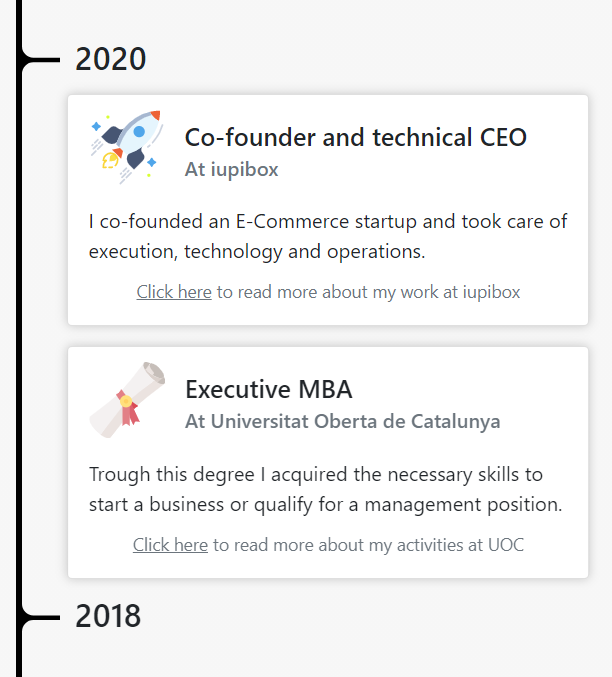 2020
Co-founder and technical CEO
At iupibox
I co-founded an E-Commerce startup and took care of
execution, technology and operations.
Click here to read more about my work at iupibox
Executive MBA
At Universitat Oberta de Catalunya
Trough this degree I acquired the necessary skills to
start a business or qualify for a management position.
Click here to read more about my activities at UOC
2018